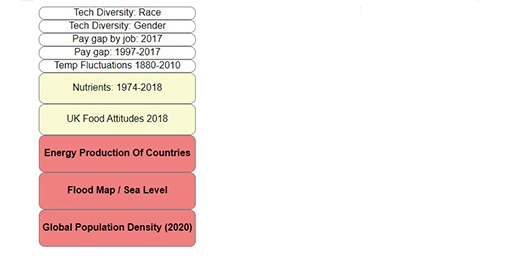 Tech Diversity: Race
Tech Diversity: Gender
Pay gap by job: 2017
Pay gap: 1997-2017
Temp Fluctuations 1880-2010
Nutrients: 1974-2018
UK Food Attitudes 2018
Energy Production Of Countries
Flood Map / Sea Level
Global Population Density (2020)